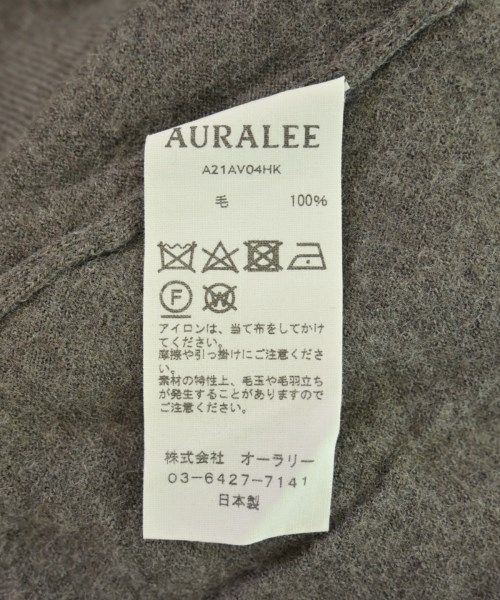 AURALEE
A21AV04HK
毛 100%
F W
アイロンは、当て布をしてかけ
てください。
摩擦や引っ掛けにご注意くださ
い。
素材の特性上、毛玉や毛羽立ち
が発生することがありますので
ご注意ください。
株式会社 オーラリー
03-6427-7141
日本製